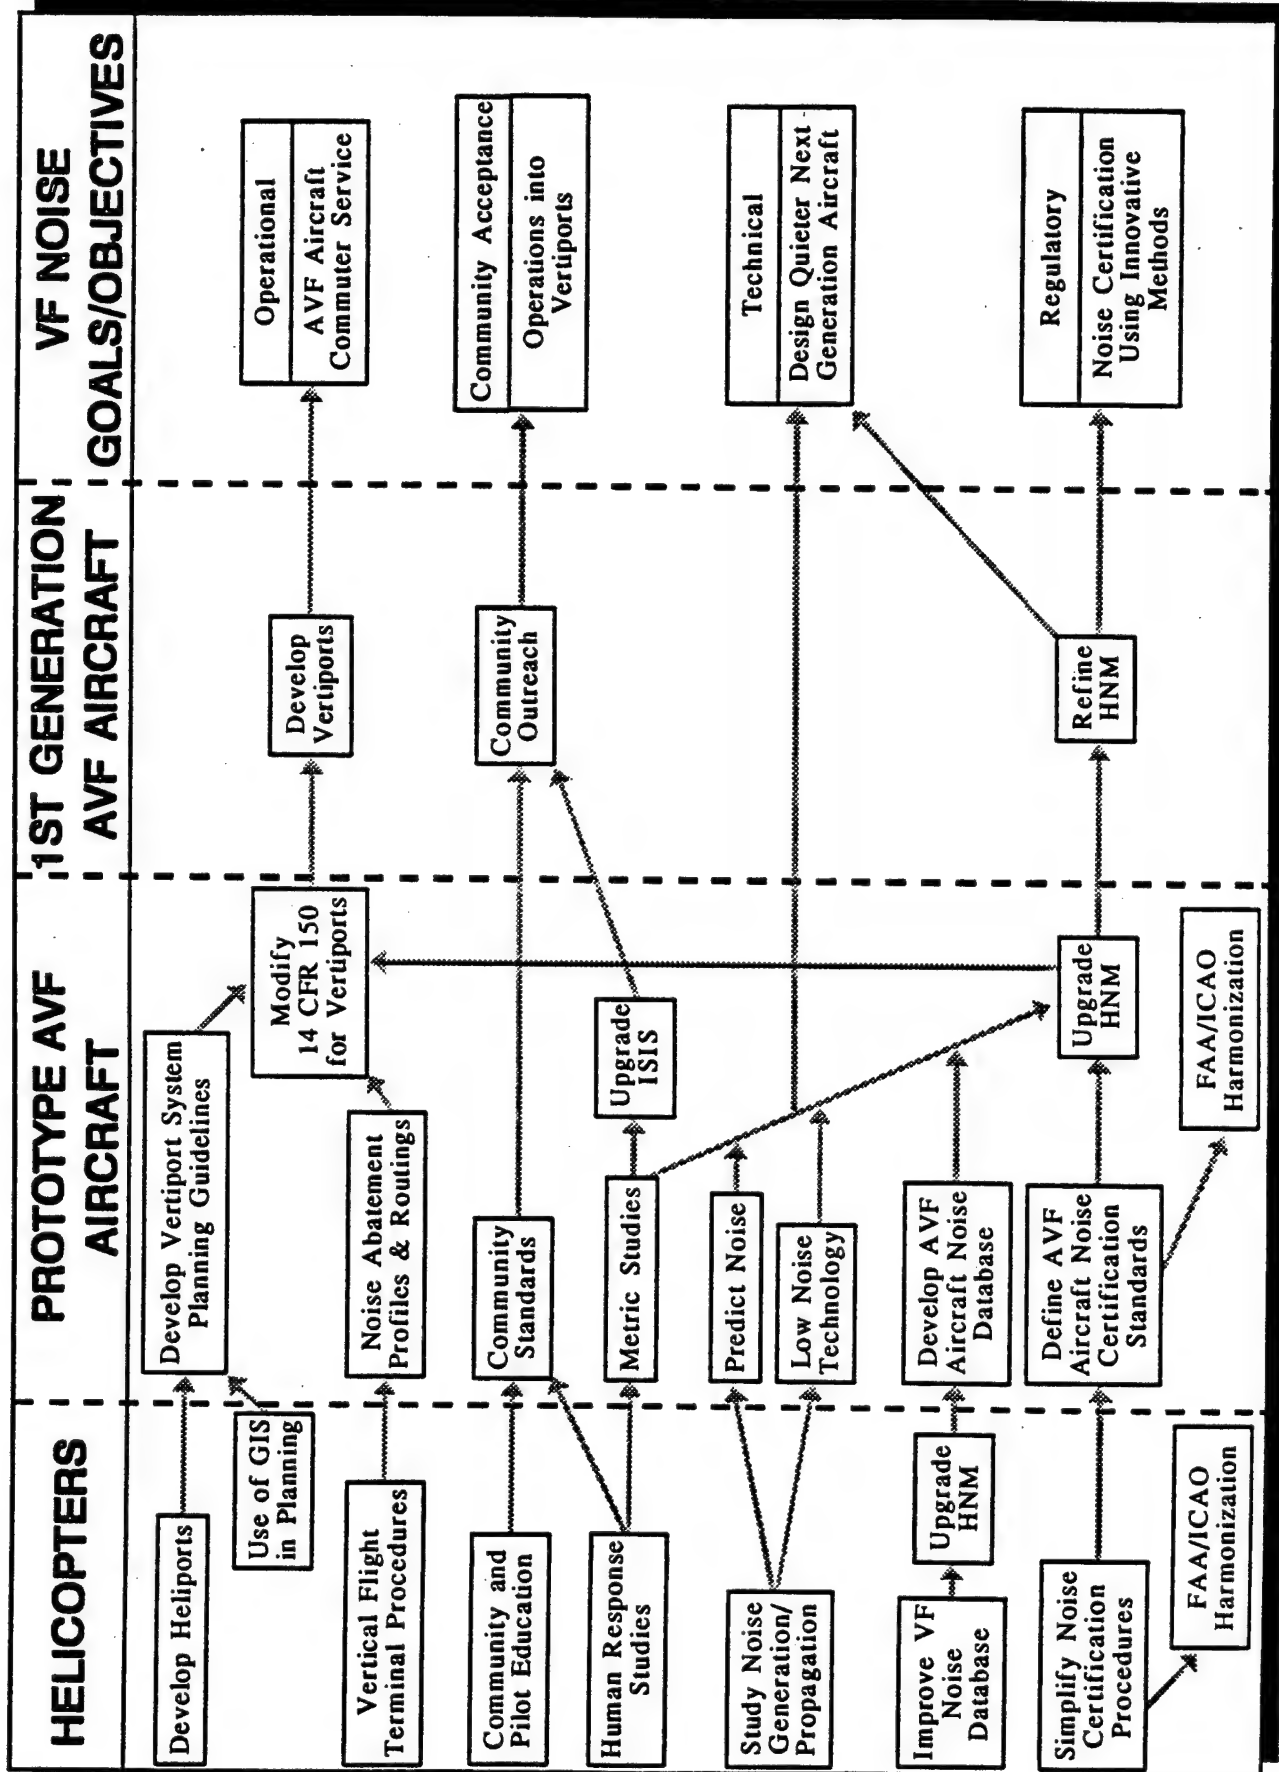 HELICOPTERS
PROTOTYPE AVF
AIRCRAFT
1ST GENERATION
AVF AIRCRAFT
VF NOISE
GOALS/OBJECTIVES
Develop Heliports
Use of GIS
in Planning
Vertical Flight
Terminal Procedures
Community and
Pilot Education
Human Response
Studies
Study Noise
Generation/
Propagation
Improve VF
Noise
Database
Upgrade
HNM
Simplify Noise
Certification
Procedures
FAA/ICAO
Harmonization
Develop Vertiport System
Planning Guidelines
Modify
14 CFR 150
for Vertiports
Noise Abatement
Profiles & Routings
Community
Standards
Metric Studies
Upgrade
ISIS
Predict Noise
Low Noise
Technology
Develop AVF
Aircraft Noise
Database
Define AVF
Aircraft Noise
Certification
Standards
Upgrade
HNM
FAA/ICAO
Harmonization
Develop
Vertiports
Community
Outreach
Refine
HNM
Operational
AVF Aircraft
Commuter Service
Community Acceptance
Operations into
Vertiports
Technical
Design Quieter Next
Generation Aircraft
Regulatory
Noise Certification
Using Innovative
Methods